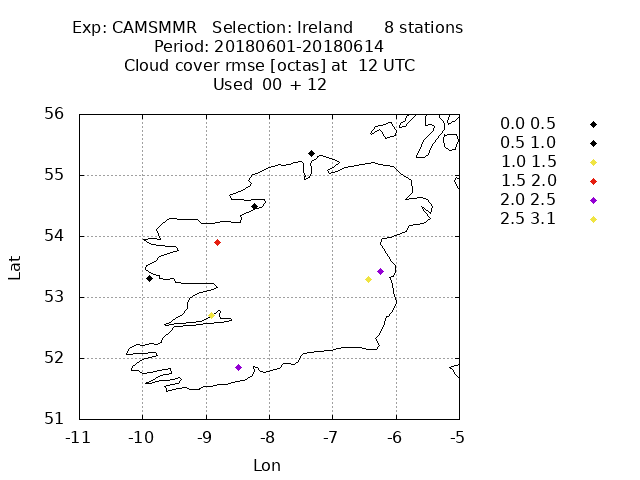 Exp: CAMSMMR   Selection: Ireland      8 stations
Period: 20180601-20180614
Cloud cover rmse [octas] at  12 UTC
Used  00 + 12
0.0 0.5
0.5 1.0
1.0 1.5
1.5 2.0
2.0 2.5
2.5 3.1
56
55
54
53
52
51
Lat
-11 -10 -9 -8 -7 -6 -5
Lon